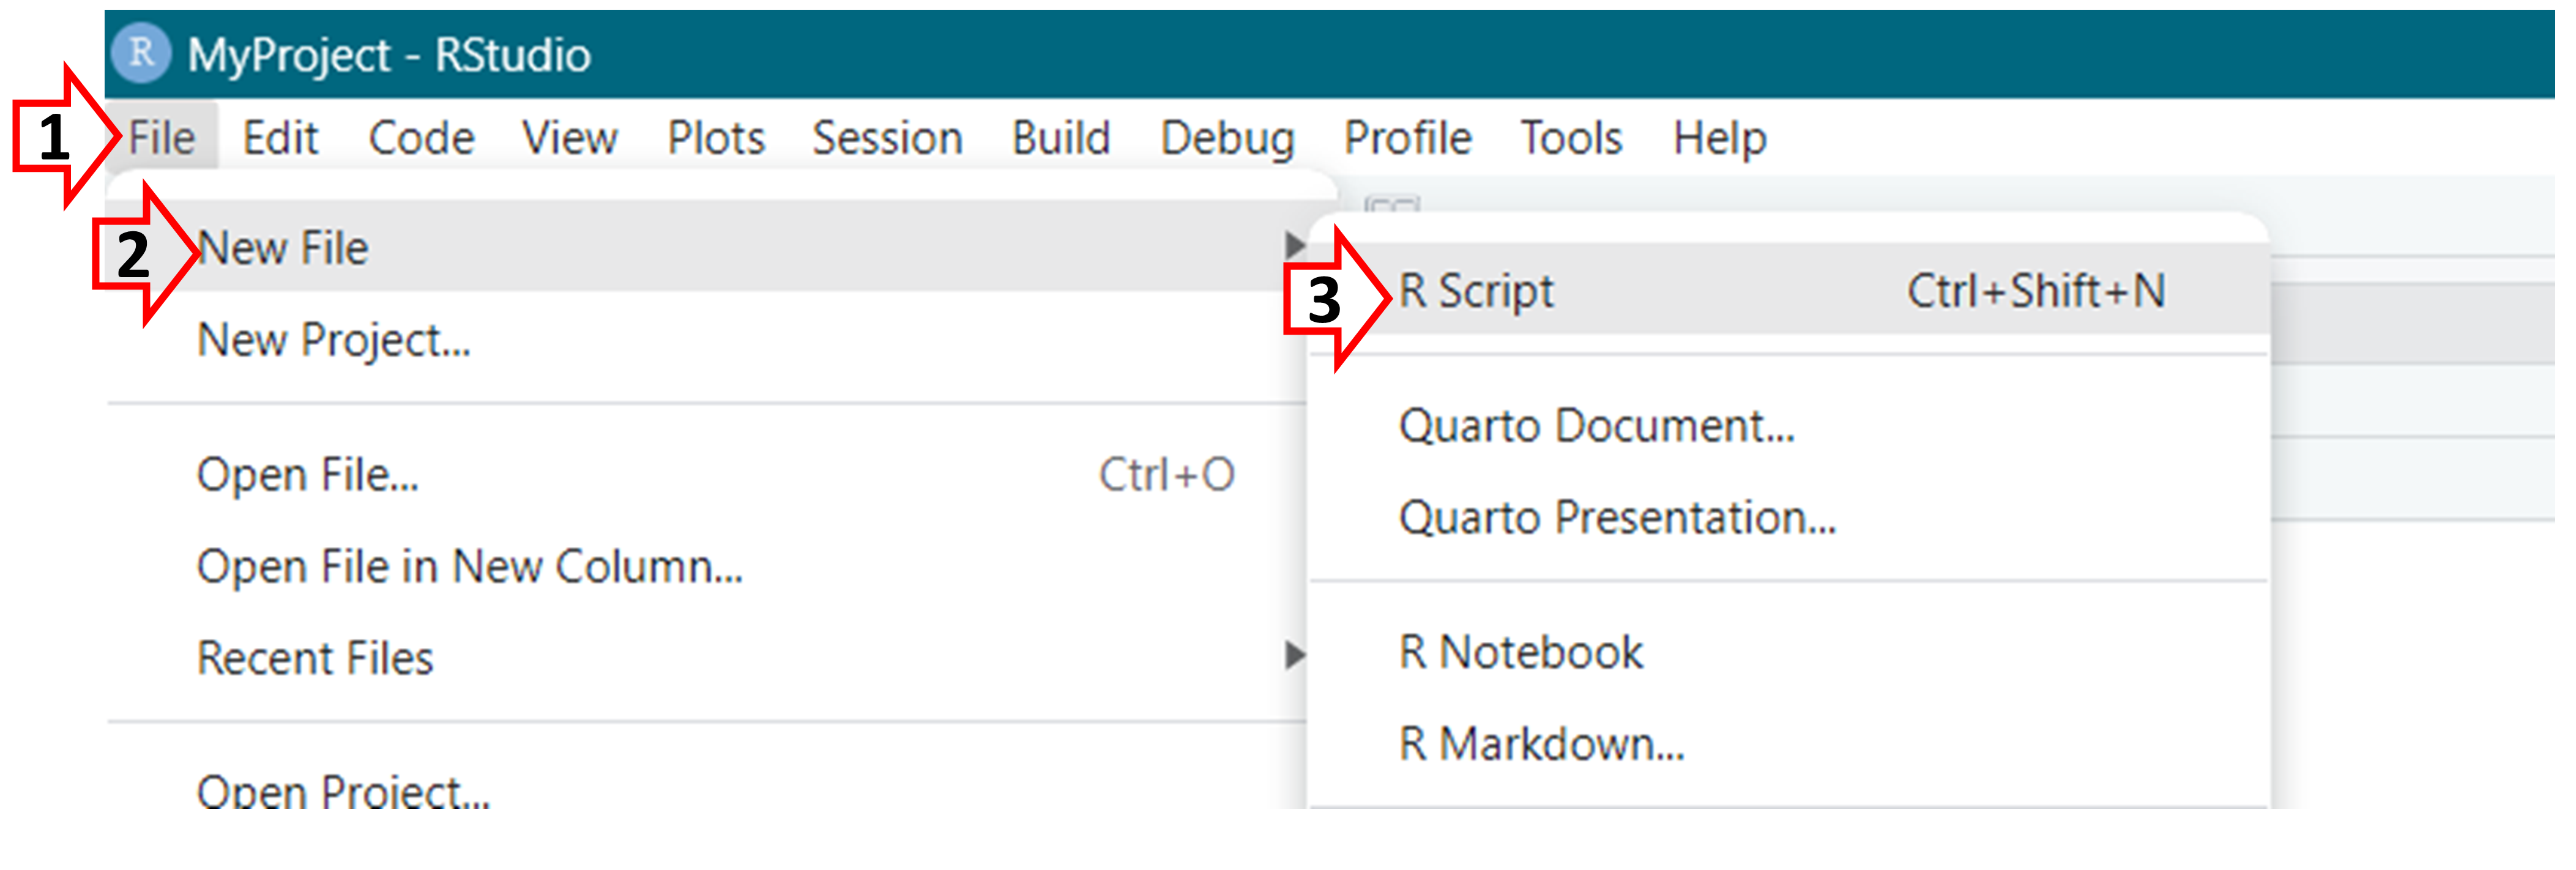 R MyProject - RStudio
1 File Edit Code View Plots Session Build Debug Profile Tools Help
2 New File
New Project...
Open File... Ctrl+O
Open File in New Column...
Recent Files
Open Project...
3 R Script Ctrl+Shift+N
Quarto Document...
Quarto Presentation...
R Notebook
R Markdown...